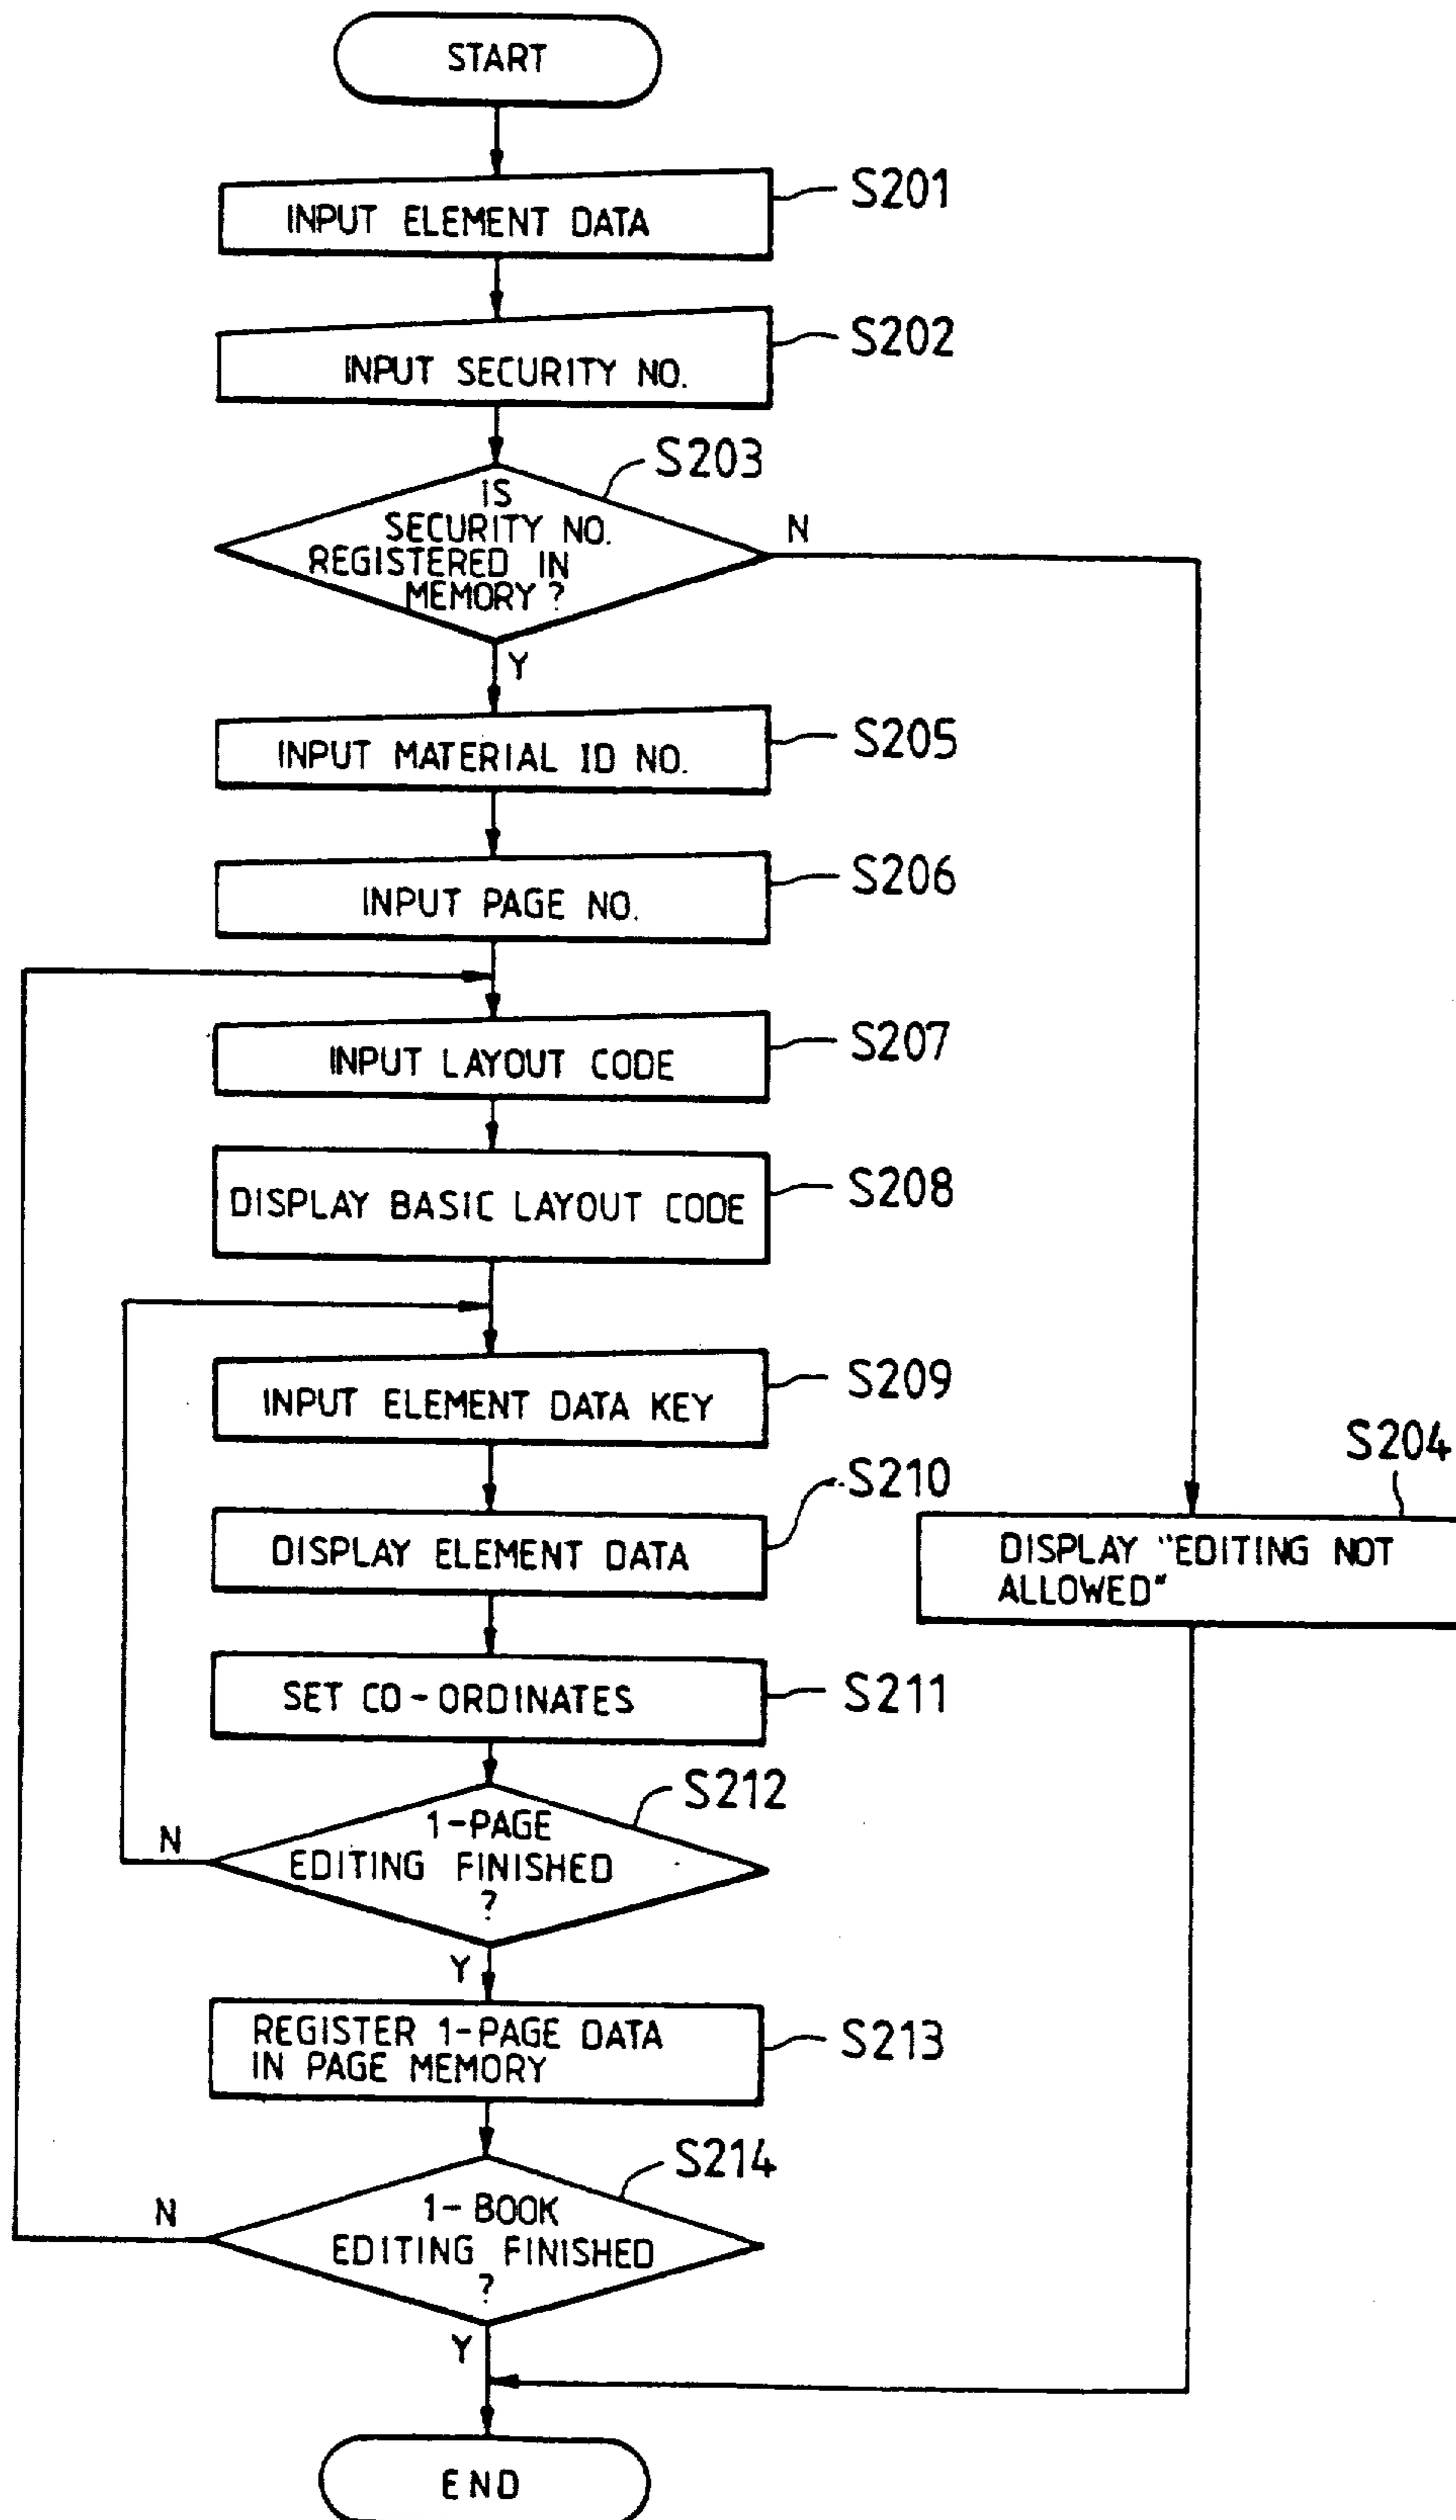 START
INPUT ELEMENT DATA
S201
INPUT SECURITY NO.
S202
S203
IS
SECURITY NO.
REGISTERED IN
MEMORY ?
N
Y
INPUT MATERIAL ID NO.
S205
INPUT PAGE NO.
S206
INPUT LAYOUT CODE
S207
DISPLAY BASIC LAYOUT CODE
S208
INPUT ELEMENT DATA KEY
S209
S204
DISPLAY "EDITING NOT
ALLOWED"
S210
DISPLAY ELEMENT DATA
SET CO-ORDINATES
S211
S212
1-PAGE
EDITING FINISHED
?
N
Y
REGISTER 1-PAGE DATA
IN PAGE MEMORY
S213
S214
1-BOOK
EDITING FINISHED
?
N
Y
END